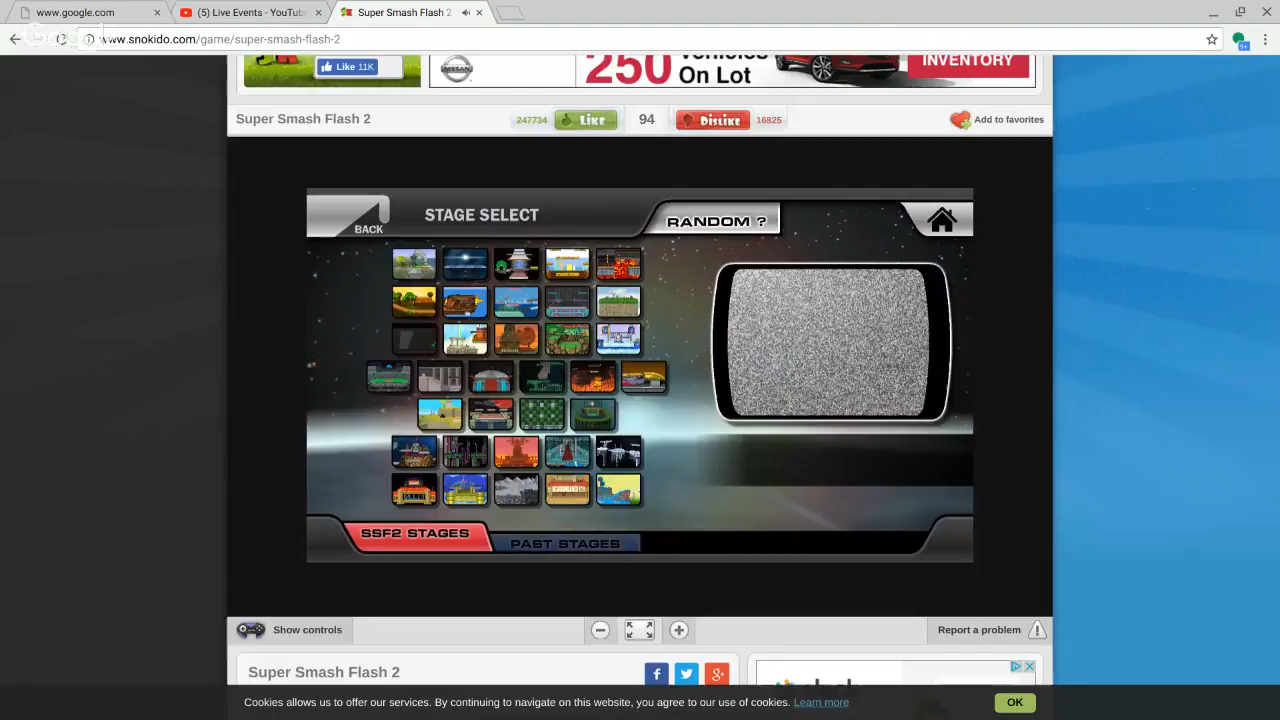 www.google.com
(5) Live Events - YouTube
Super Smash Flash 2
www.snokido.com/game/super-smash-flash-2
9+
Like 11K
NISSAN
250 Vehicles On Lot
INVENTORY
Super Smash Flash 2
247734
Like
94
Dislike
16825
Add to favorites
BACK
STAGE SELECT
RANDOM ?
SSF2 STAGES
PAST STAGES
Show controls
Report a problem
Super Smash Flash 2
Cookies allows us to offer our services. By continuing to navigate on this website, you agree to our use of cookies. Learn more
OK